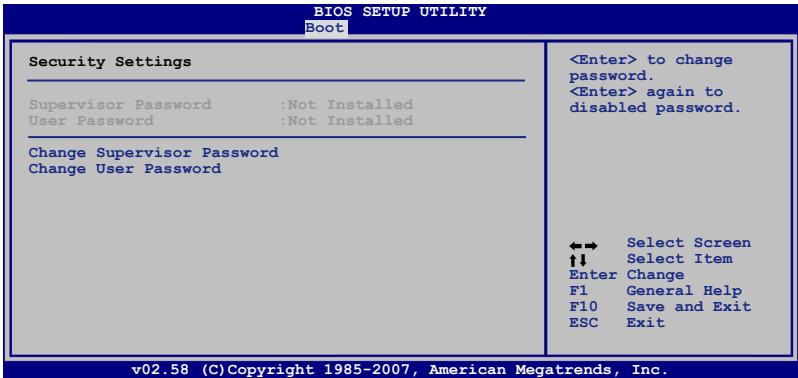 BIOS SETUP UTILITY
Boot
Security Settings
Supervisor Password :Not Installed
User Password :Not Installed
Change Supervisor Password
Change User Password
<Enter> to change
password.
<Enter> again to
disabled password.
←→ Select Screen
↑↓ Select Item
Enter Change
F1 General Help
F10 Save and Exit
ESC Exit
v02.58 (C)Copyright 1985-2007, American Megatrends, Inc.